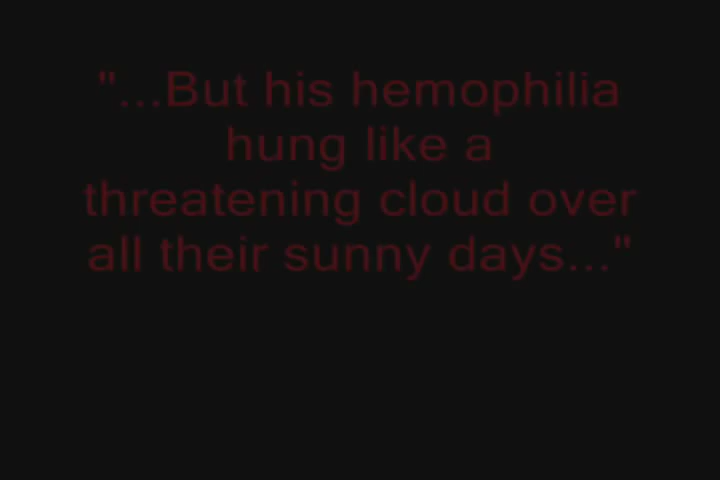 "...But his hemophilia
hung like a
threatening cloud over
all their sunny days..."